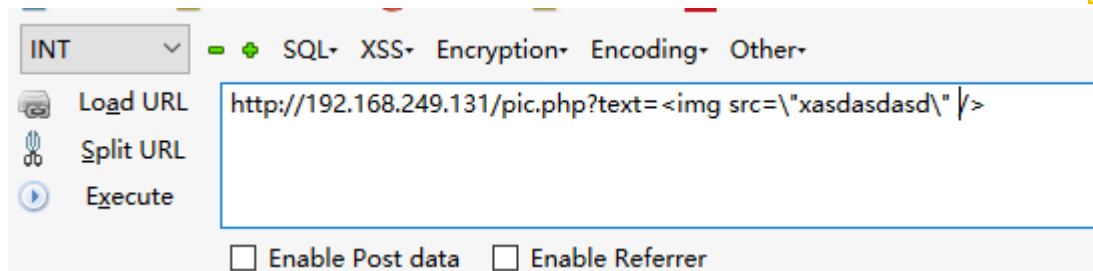 INT SQL XSS Encryption Encoding Other
Load URL http://192.168.249.131/pic.php?text=<img src=\"xasdasdasd\" />
Split URL
Execute
Enable Post data Enable Referrer